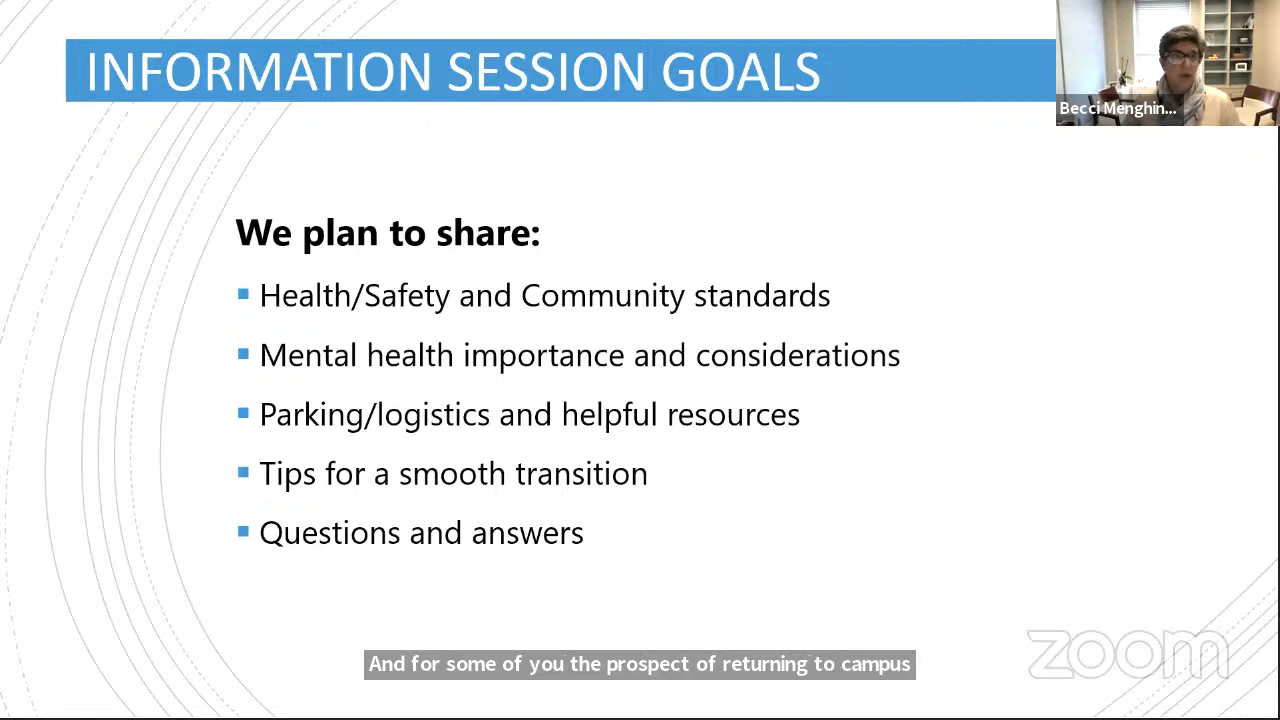 INFORMATION SESSION GOALS
Becci Menghin...
We plan to share:
Health/Safety and Community standards
Mental health importance and considerations
Parking/logistics and helpful resources
Tips for a smooth transition
Questions and answers
zoom
And for some of you the prospect of returning to campus